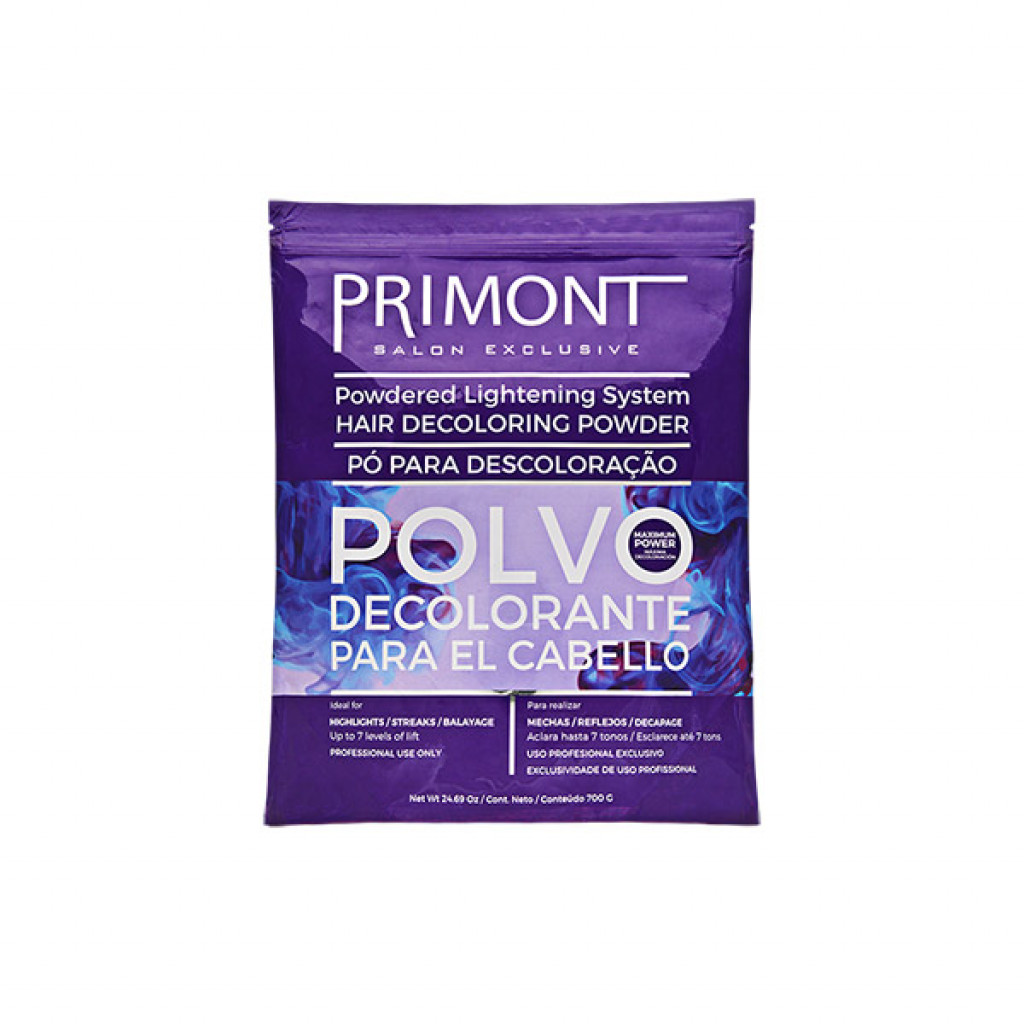 PRIMONT
SALON EXCLUSIVE
Powdered Lightening System
HAIR DECOLORING POWDER
PÓ PARA DESCOLORAÇÃO
POLVO
MAXIMUM
POWER
MÁXIMA
DECOLORACIÓN
DECOLORANTE
PARA EL CABELLO
Ideal for
HIGHLIGHTS / STREAKS / BALAYAGE
Up to 7 levels of lift
PROFESSIONAL USE ONLY
Para realizar
MECHAS / REFLEJOS / DECAPAGE
Aclara hasta 7 tonos / Esclarece até 7 tons
USO PROFESIONAL EXCLUSIVO
EXCLUSIVIDADE DE USO PROFISSIONAL
Net Wt 24.69 Oz / Cont. Neto / Conteúdo 700 G